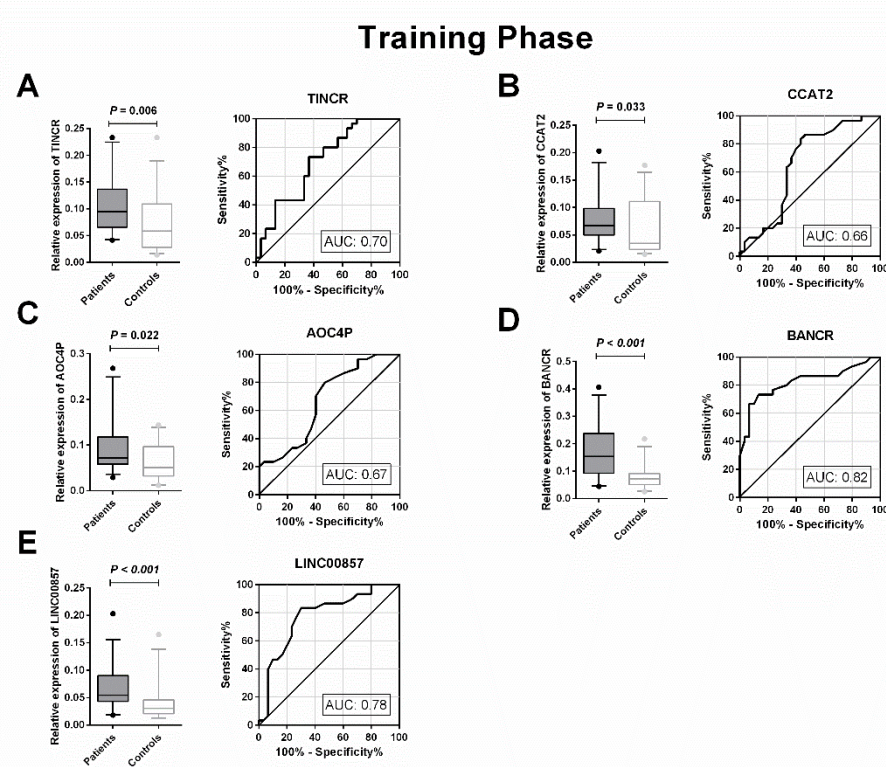 Training Phase
A
P = 0.006
Relative expression of TINCR
0.25
0.20
0.15
0.10
0.05
0.00
Patients
Controls
TINCR
Sensitivity%
100
80
60
40
20
0
AUC: 0.70
0 20 40 60 80 100
100% - Specificity%
B
P = 0.033
Relative expression of CCAT2
0.25
0.20
0.15
0.10
0.05
0.00
Patients
Controls
CCAT2
Sensitivity%
100
80
60
40
20
0
AUC: 0.66
0 20 40 60 80 100
100% - Specificity%
C
P = 0.022
Relative expression of AOC4P
0.3
0.2
0.1
0.0
Patients
Controls
AOC4P
Sensitivity%
100
80
60
40
20
0
AUC: 0.67
0 20 40 60 80 100
100% - Specificity%
D
P < 0.001
Relative expression of BANCR
0.5
0.4
0.3
0.2
0.1
0.0
Patients
Controls
BANCR
Sensitivity%
100
80
60
40
20
0
AUC: 0.82
0 20 40 60 80 100
100% - Specificity%
E
P < 0.001
Relative expression of LINC00857
0.25
0.20
0.15
0.10
0.05
0.00
Patients
Controls
LINC00857
Sensitivity%
100
80
60
40
20
0
AUC: 0.78
0 20 40 60 80 100
100% - Specificity%